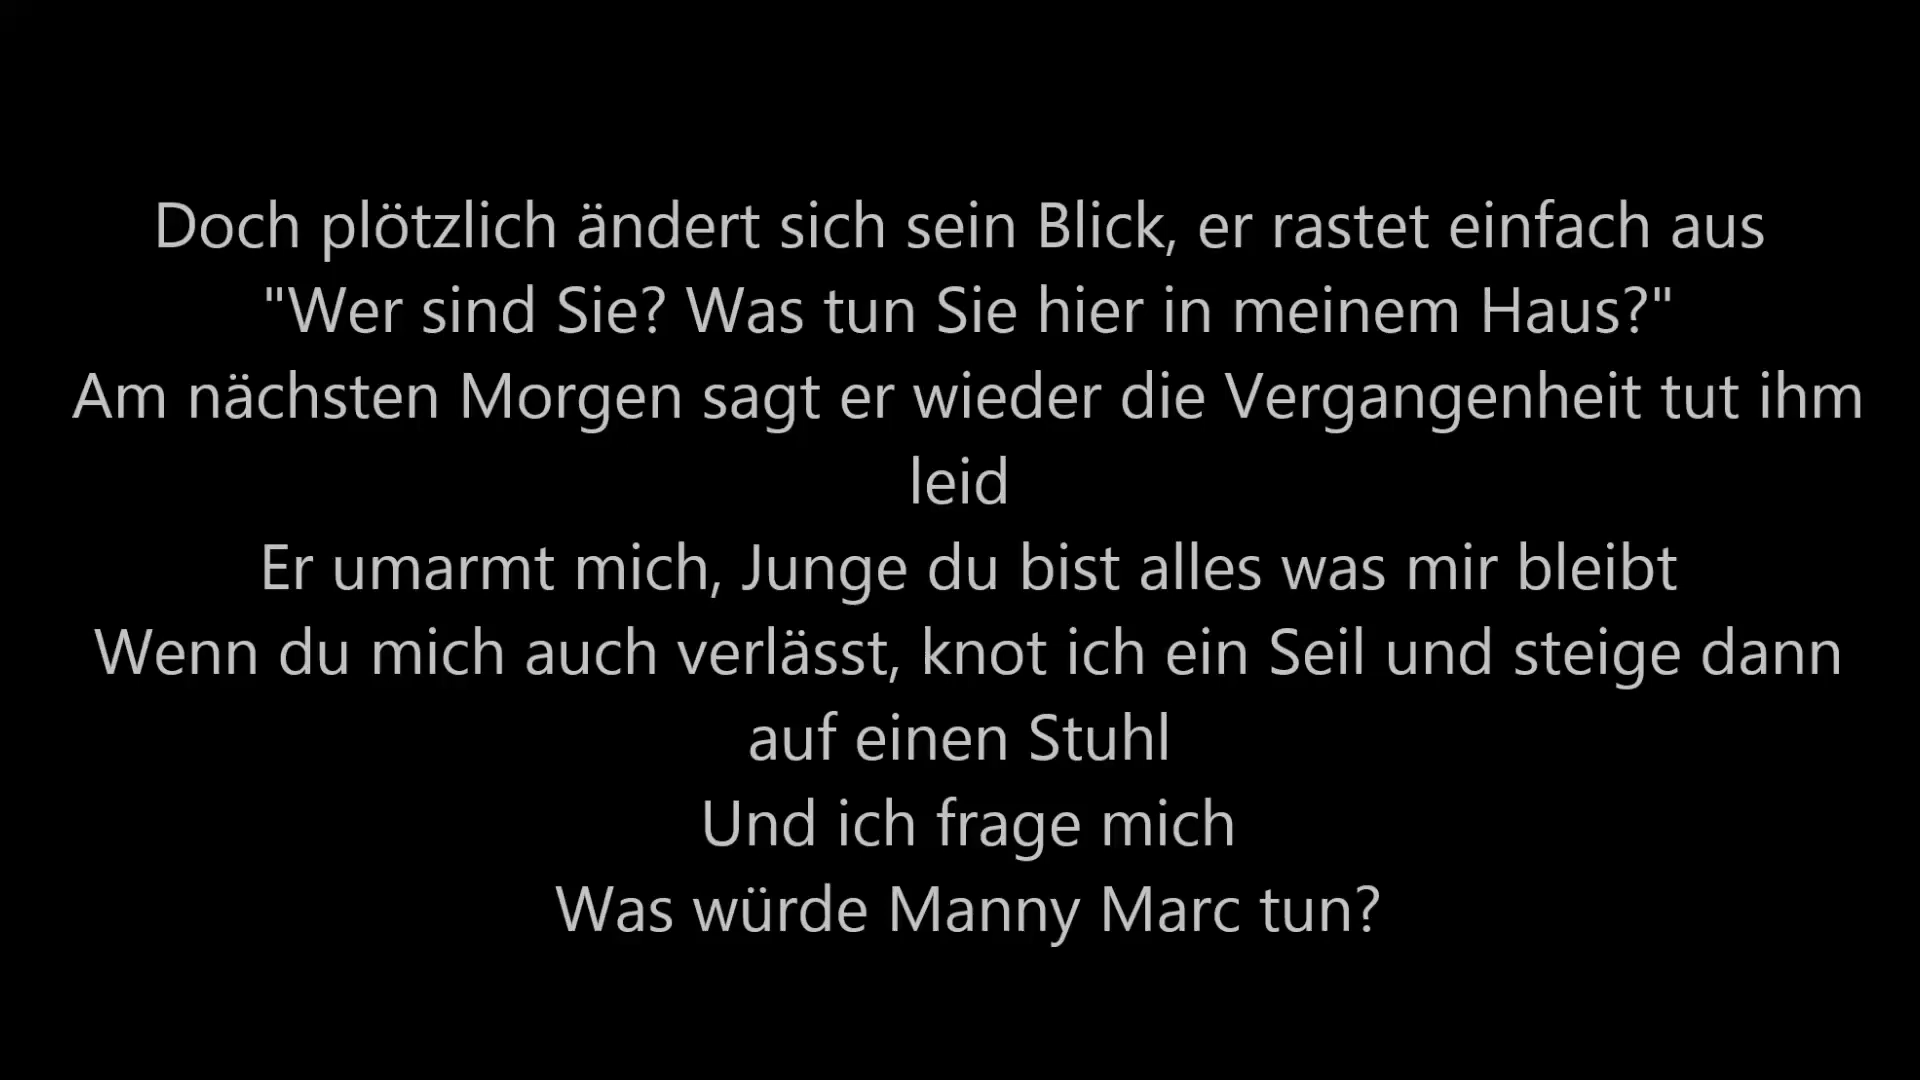 Doch plötzlich ändert sich sein Blick, er rastet einfach aus
"Wer sind Sie? Was tun Sie hier in meinem Haus?"
Am nächsten Morgen sagt er wieder die Vergangenheit tut ihm
leid
Er umarmt mich, Junge du bist alles was mir bleibt
Wenn du mich auch verlässt, knot ich ein Seil und steige dann
auf einen Stuhl
Und ich frage mich
Was würde Manny Marc tun?